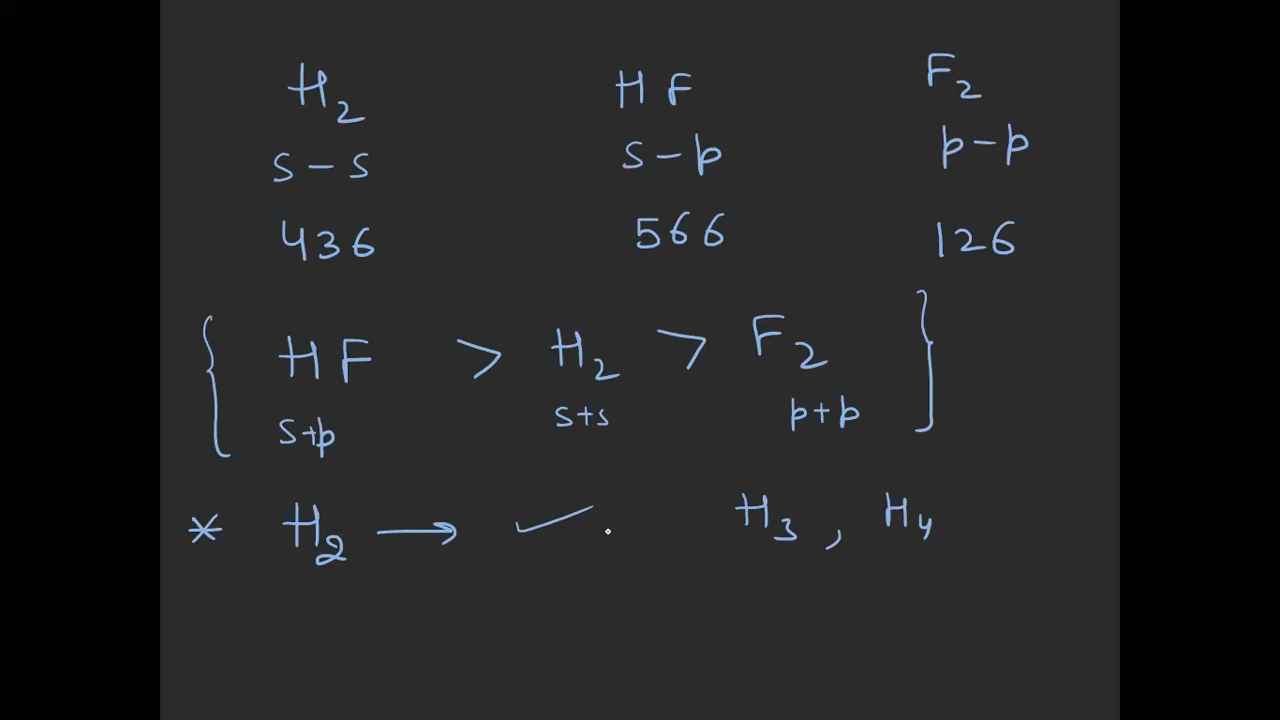 H₂ HF F₂
s – s s – p p – p
436 566 126
{ HF > H₂ > F₂ }
s+p s+s p+p
* H₂ → ✓ H₃ , H₄